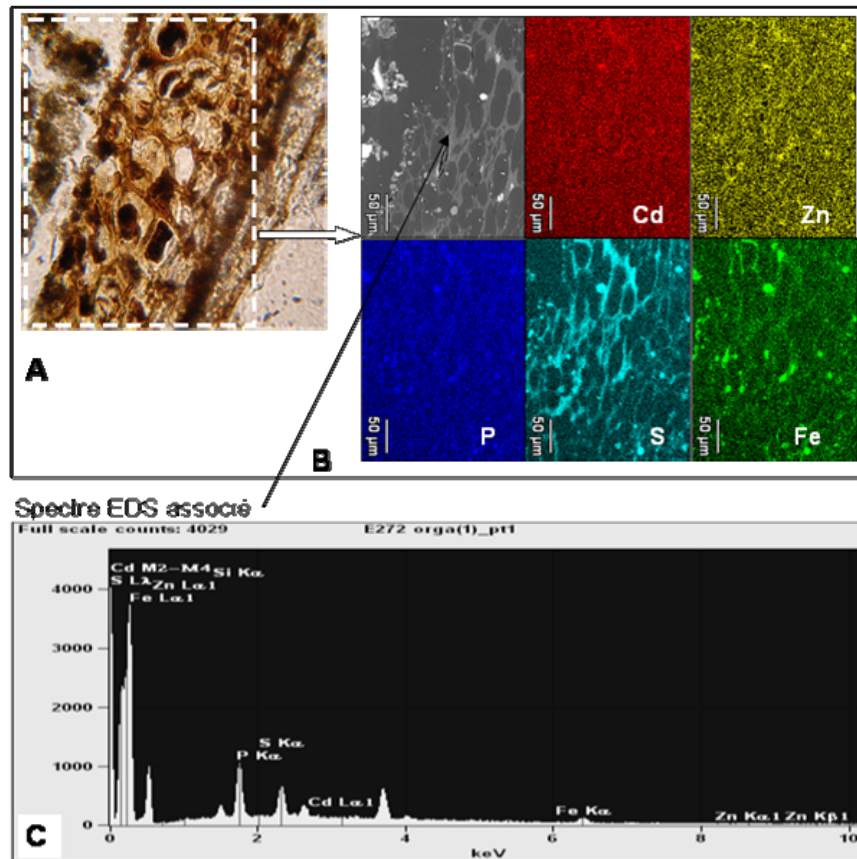 50 µm
Cd
50 µm
Zn
50 µm
A
B
P
50 µm
S
50 µm
Fe
50 µm
Spectre EDS associé
Full scale counts: 4029 E272 orga(1)_pt1
Cd M2-M4 Si Kα
S Lλ Zn Lα1
Fe Lα1
4000
3000
2000
1000
0
S Kα
P Kα
Cd Lα1
Fe Kα
Zn Kα1 Zn Kβ1
C
0 2 4 6 8 10
keV